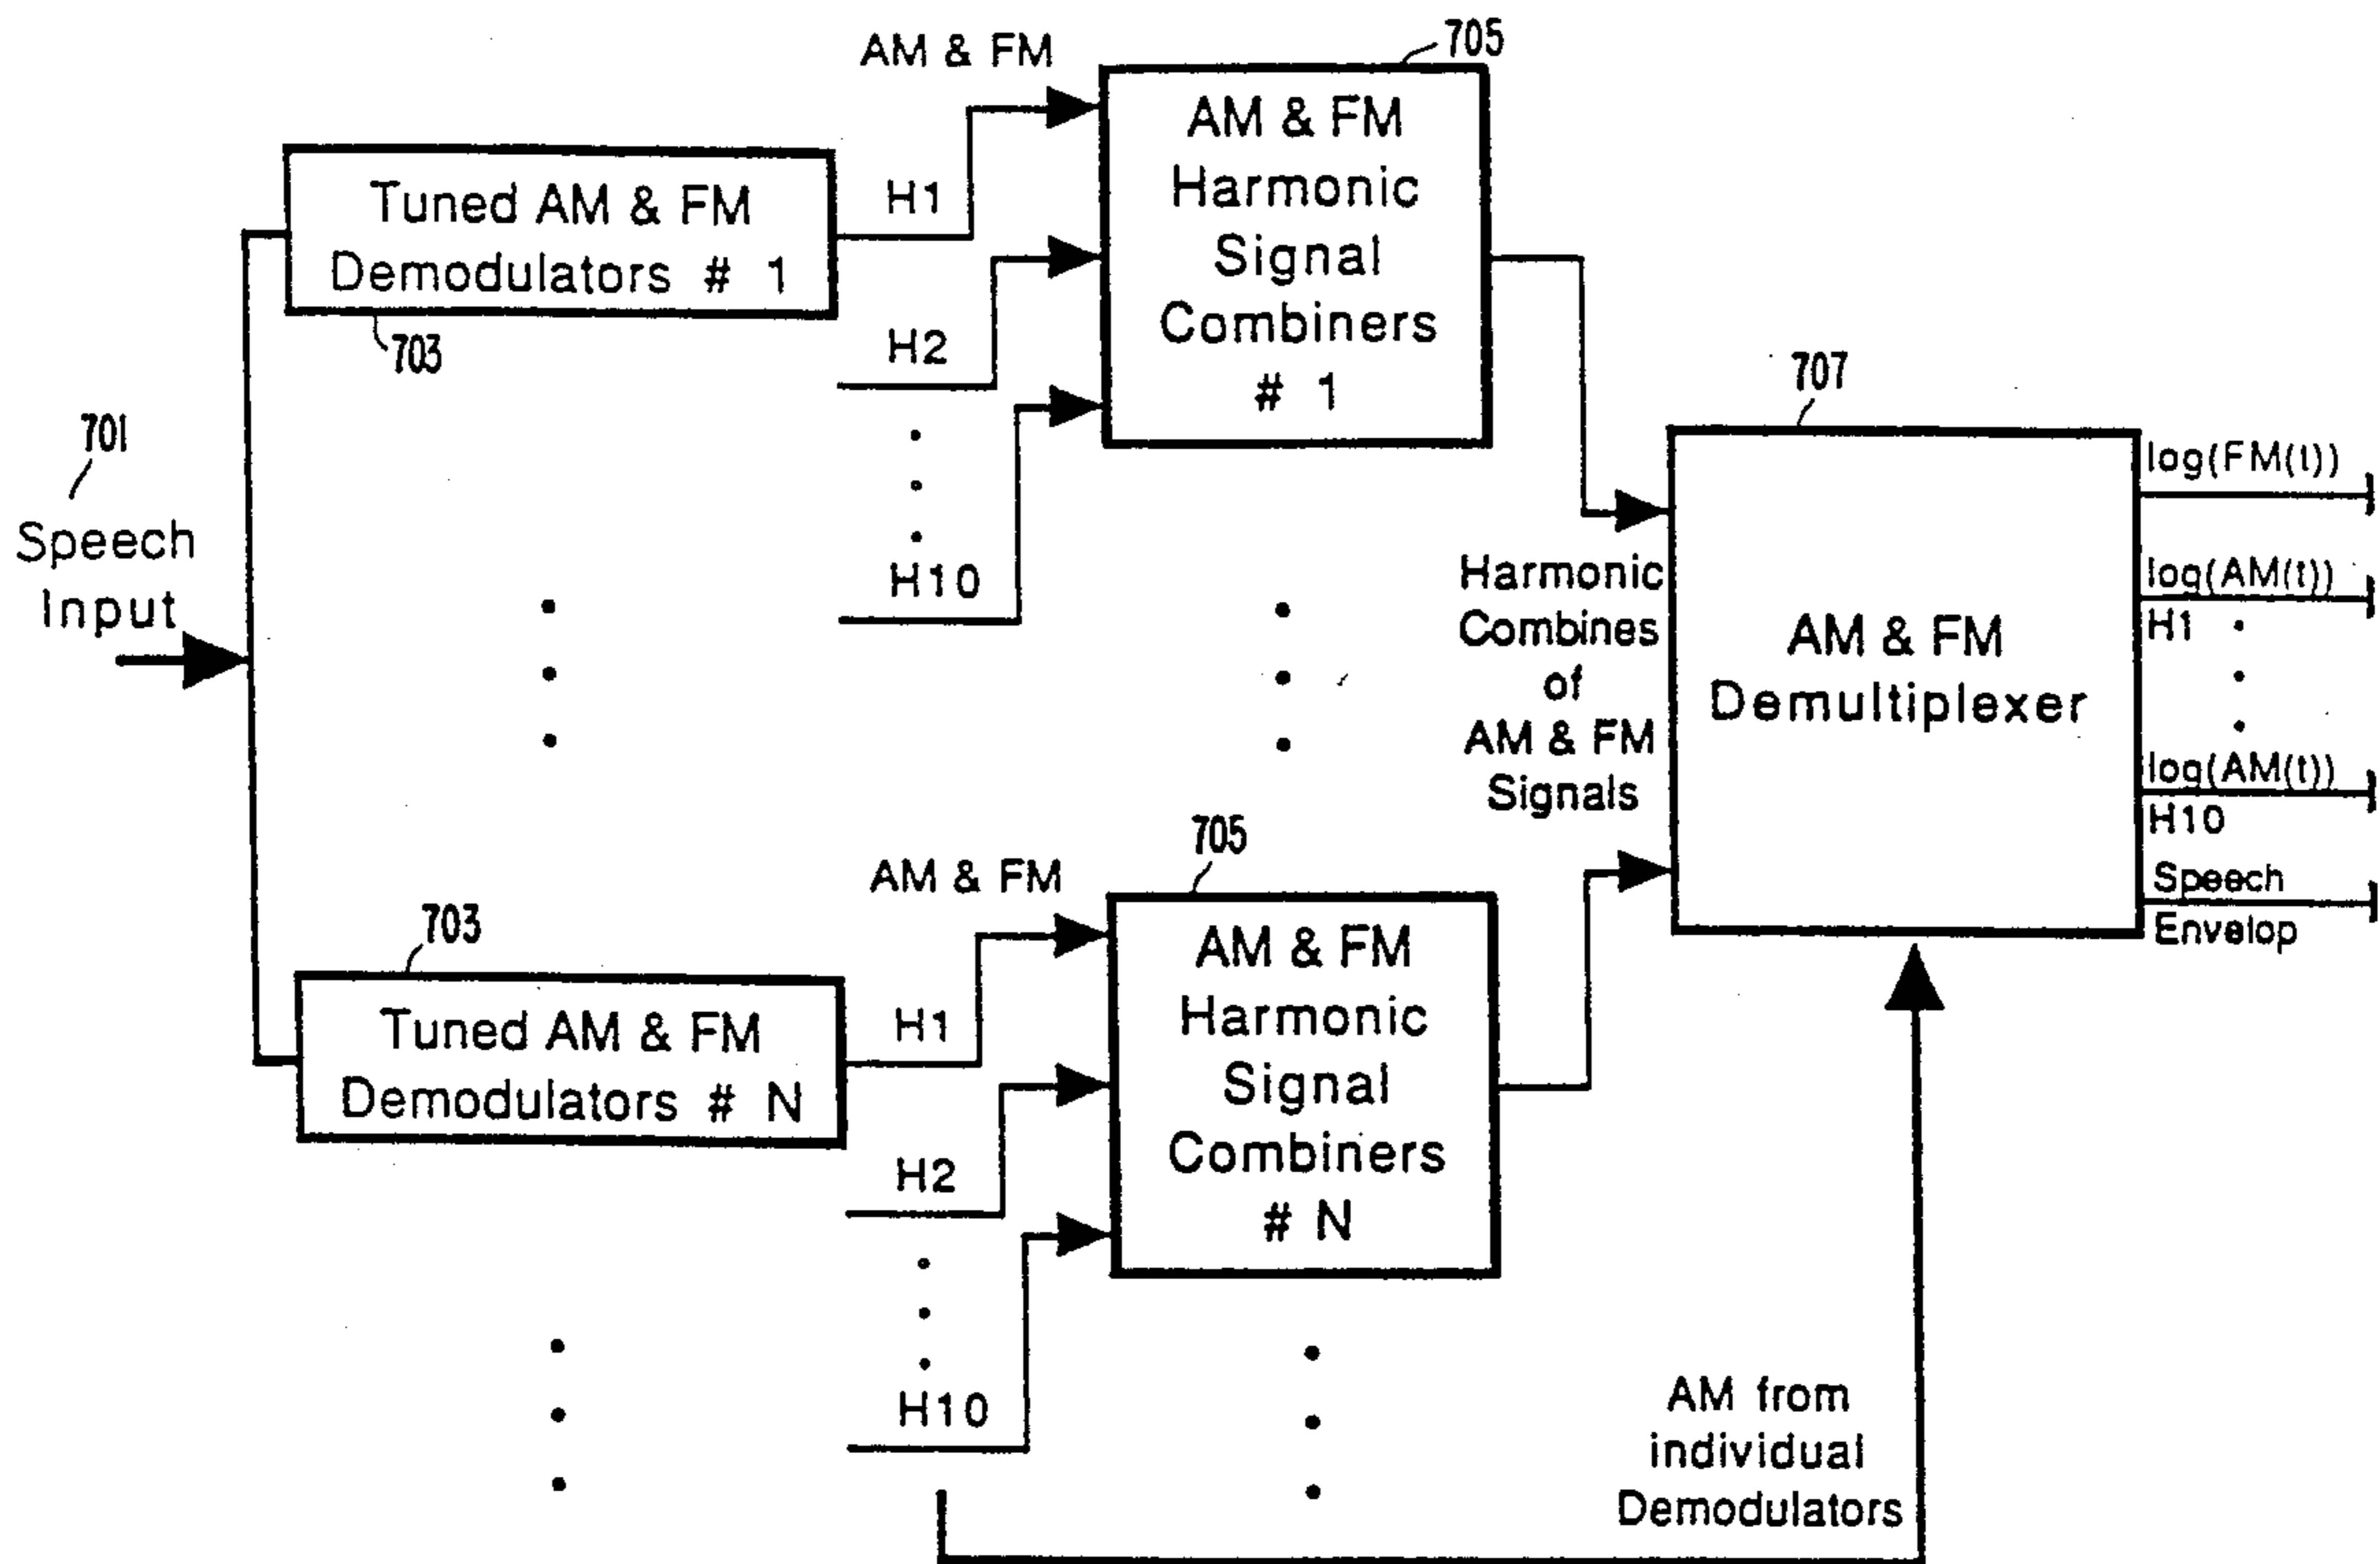 701
Speech
Input
Tuned AM & FM
Demodulators # 1
703
AM & FM
H1
H2
H10
705
AM & FM
Harmonic
Signal
Combiners
# 1
703
Tuned AM & FM
Demodulators # N
AM & FM
H1
H2
H10
705
AM & FM
Harmonic
Signal
Combiners
# N
Harmonic
Combines
of
AM & FM
Signals
707
AM & FM
Demultiplexer
log(FM(t))
log(AM(t))
H1
log(AM(t))
H10
Speech
Envelop
AM from
individual
Demodulators